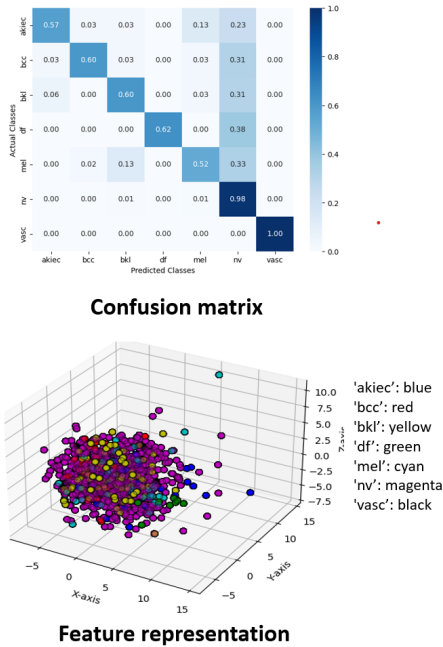 akiec 0.57 0.03 0.03 0.00 0.13 0.23 0.00
bcc 0.03 0.60 0.03 0.00 0.03 0.31 0.00
bkl 0.06 0.00 0.60 0.00 0.03 0.31 0.00
df 0.00 0.00 0.00 0.62 0.00 0.38 0.00
mel 0.00 0.02 0.13 0.00 0.52 0.33 0.00
nv 0.00 0.00 0.01 0.00 0.01 0.98 0.00
vasc 0.00 0.00 0.00 0.00 0.00 0.00 1.00
akiec bcc bkl df mel nv vasc
Predicted Classes
Actual Classes
1.0
0.8
0.6
0.4
0.2
0.0
Confusion matrix
10.0
7.5
5.0
2.5
0.0
−2.5
−5.0
−7.5
Z-axis
−5 0 5 10 15
X-axis
−5 0 5 10 15
Y-axis
'akiec': blue
'bcc': red
'bkl': yellow
'df': green
'mel': cyan
'nv': magenta
'vasc': black
Feature representation